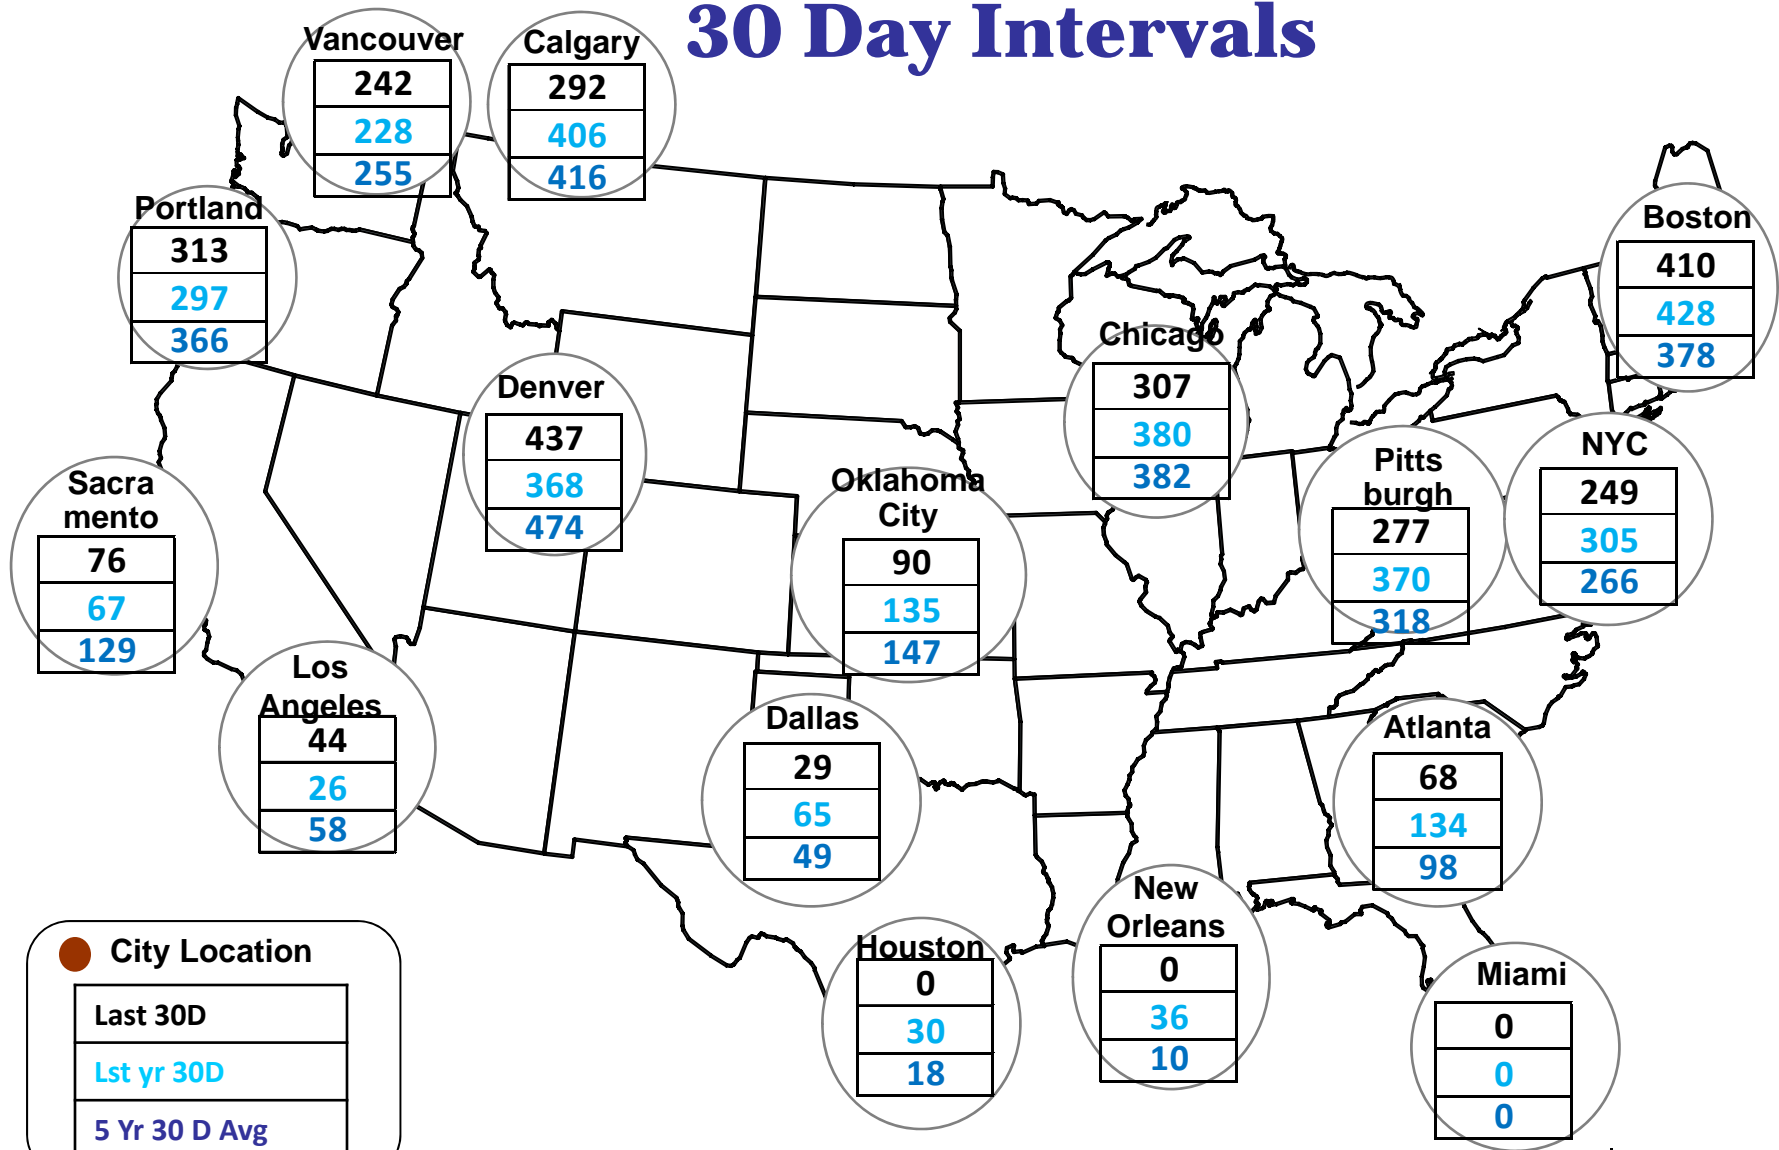 30 Day Intervals
Vancouver
242
228
255
Calgary
292
406
416
Portland
313
297
366
Boston
410
428
378
Chicago
307
380
382
Denver
437
368
474
NYC
249
305
266
Pitts
burgh
277
370
318
Sacra
mento
76
67
129
Oklahoma
City
90
135
147
Los
Angeles
44
26
58
Dallas
29
65
49
Atlanta
68
134
98
New
Orleans
0
36
10
Houston
0
30
18
Miami
0
0
0
City Location
Last 30D
Lst yr 30D
5 Yr 30 D Avg